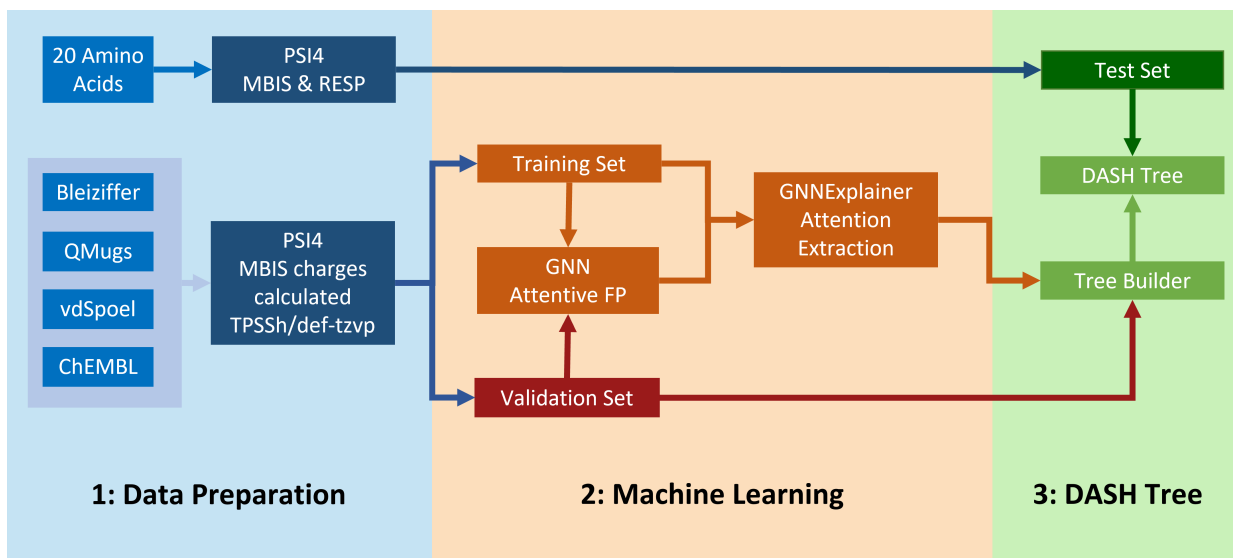 20 Amino
Acids
PSI4
MBIS & RESP
Test Set
Bleiziffer
QMugs
vdSpoel
ChEMBL
PSI4
MBIS charges
calculated
TPSSh/def-tzvp
Training Set
GNN
Attentive FP
Validation Set
GNNExplainer
Attention
Extraction
DASH Tree
Tree Builder
1: Data Preparation
2: Machine Learning
3: DASH Tree